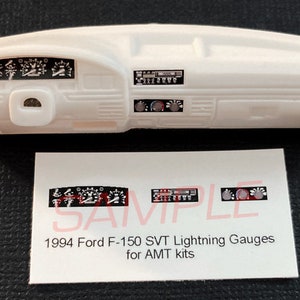 SAMPLE
1994 Ford F-150 SVT Lightning Gauges
for AMT kits